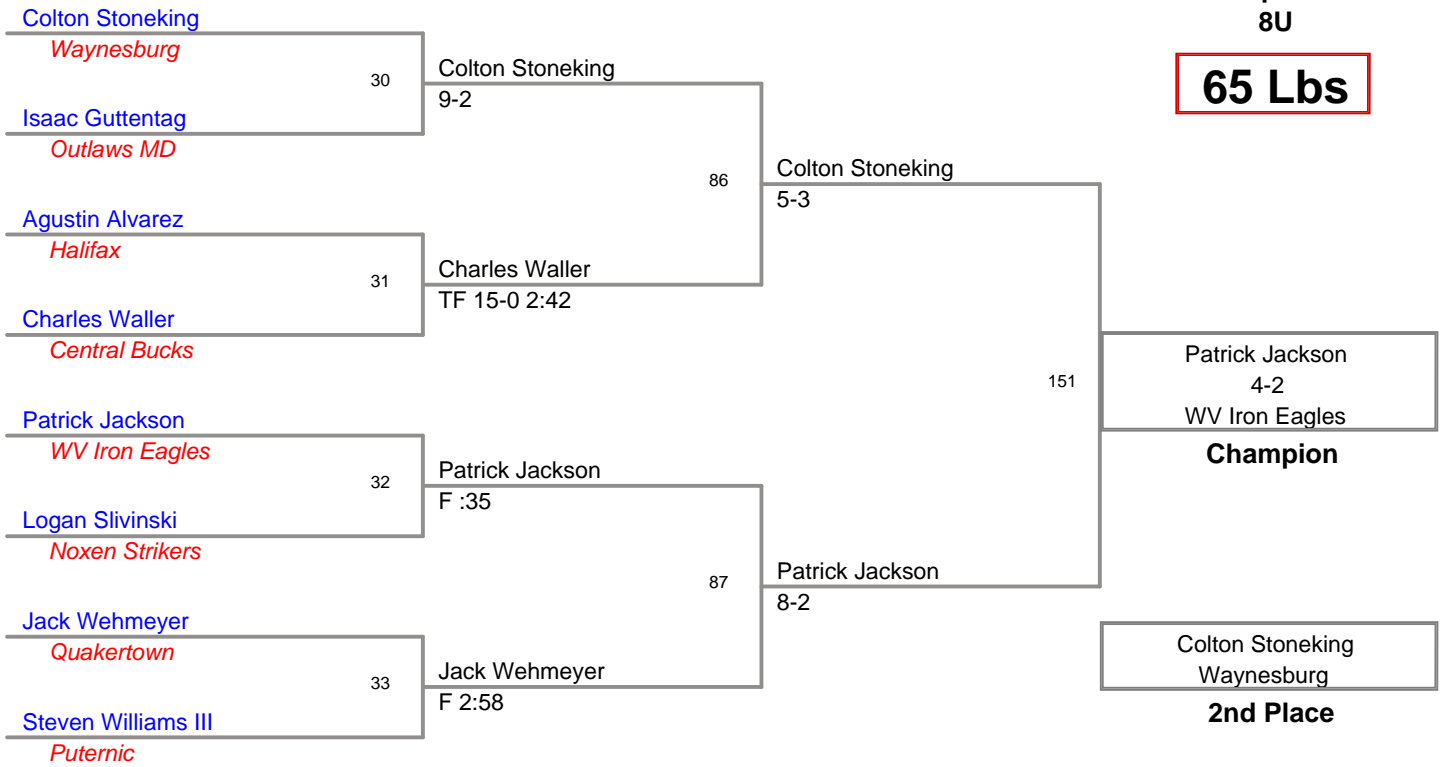 8U
65 Lbs
Colton Stoneking
Waynesburg
30
Isaac Guttentag
Outlaws MD
Colton Stoneking
9-2
Agustin Alvarez
Halifax
31
Charles Waller
Central Bucks
Charles Waller
TF 15-0 2:42
86
Colton Stoneking
5-3
Patrick Jackson
WV Iron Eagles
32
Logan Slivinski
Noxen Strikers
Patrick Jackson
F :35
Jack Wehmeyer
Quakertown
33
Steven Williams III
Puternic
Jack Wehmeyer
F 2:58
87
Patrick Jackson
8-2
151
Patrick Jackson
4-2
WV Iron Eagles
Champion
Colton Stoneking
Waynesburg
2nd Place